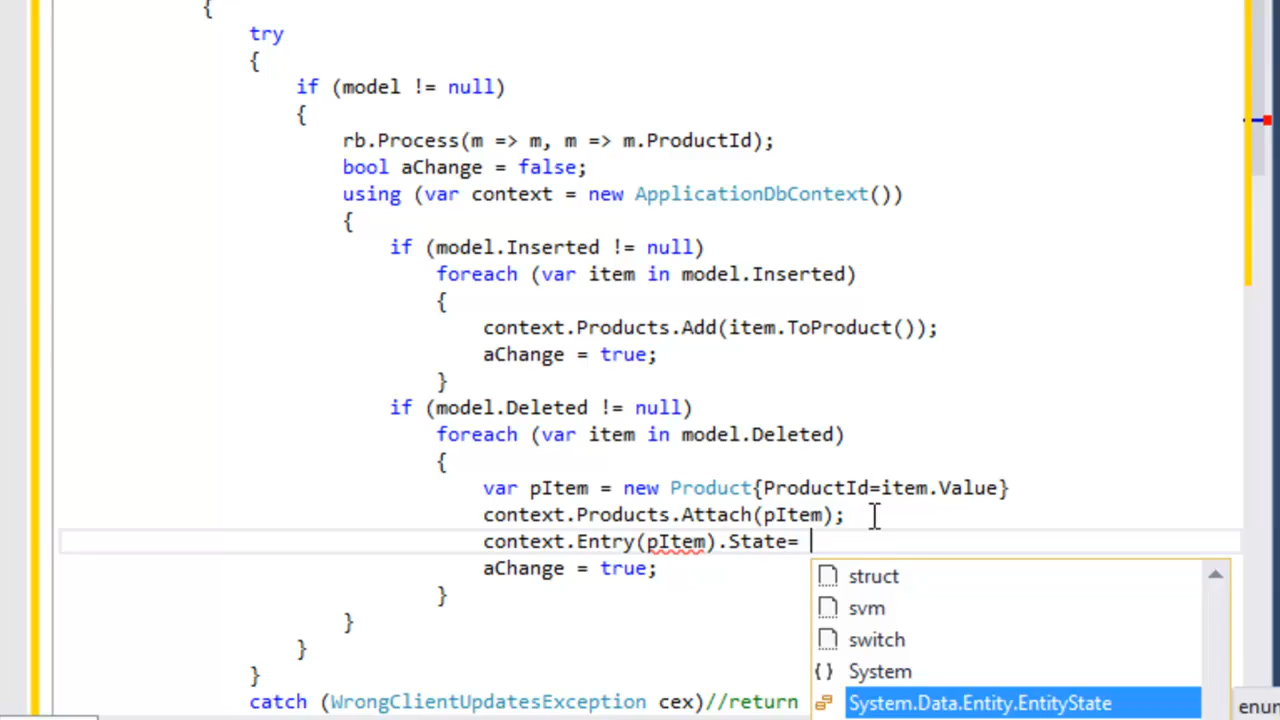 {
try
{
if (model != null)
{
rb.Process(m => m, m => m.ProductId);
bool aChange = false;
using (var context = new ApplicationDbContext())
{
if (model.Inserted != null)
foreach (var item in model.Inserted)
{
context.Products.Add(item.ToProduct());
aChange = true;
}
if (model.Deleted != null)
foreach (var item in model.Deleted)
{
var pItem = new Product{ProductId=item.Value}
context.Products.Attach(pItem);
context.Entry(pItem).State=
aChange = true;
struct
}
svm
}
switch
}
{} System
}
catch (WrongClientUpdatesException cex)//return
System.Data.Entity.EntityState
enum